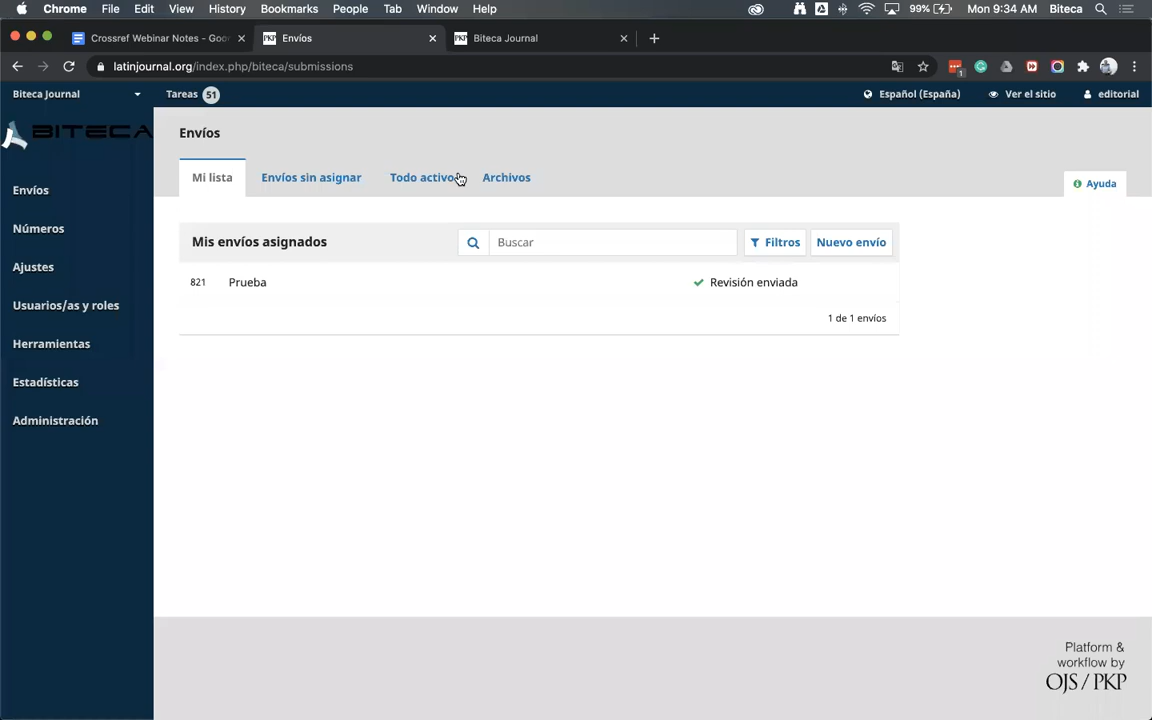 Chrome File Edit View History Bookmarks People Tab Window Help 99% Mon 9:34 AM Biteca
Crossref Webinar Notes - Goo Envíos Biteca Journal
latinjournal.org/index.php/biteca/submissions
Biteca Journal Tareas 51 Español (España) Ver el sitio editorial
BITECA
Envíos
Mi lista Envíos sin asignar Todo activo Archivos
Ayuda
Envíos
Números
Ajustes
Usuarios/as y roles
Herramientas
Estadísticas
Administración
Mis envíos asignados Buscar Filtros Nuevo envío
821 Prueba Revisión enviada
1 de 1 envíos
Platform &
workflow by
OJS / PKP